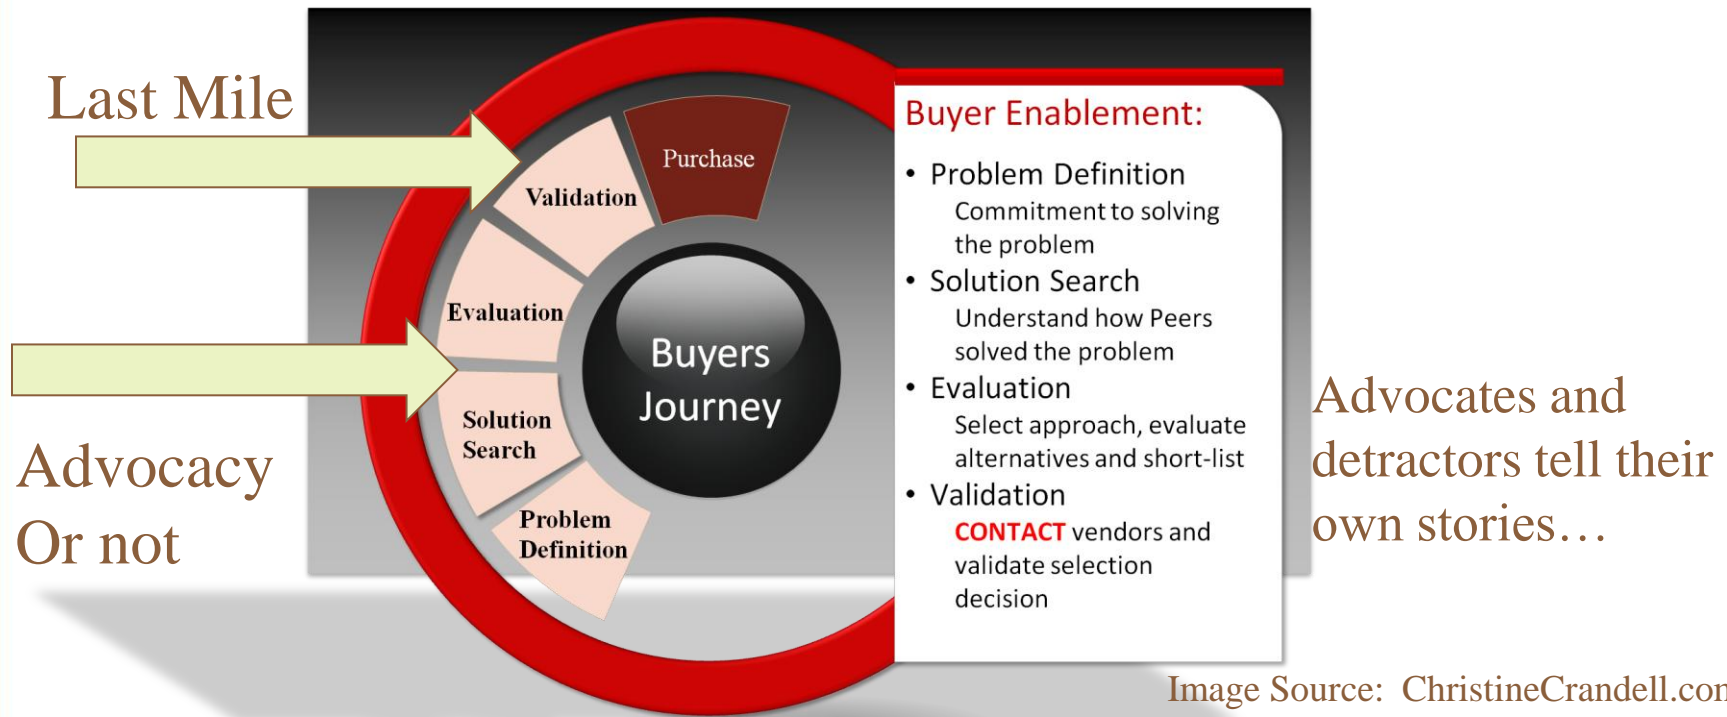 Last Mile
Purchase
Validation
Evaluation
Solution
Search
Problem
Definition
Buyers
Journey
Advocacy
Or not
Buyer Enablement:
• Problem Definition
Commitment to solving
the problem
• Solution Search
Understand how Peers
solved the problem
• Evaluation
Select approach, evaluate
alternatives and short-list
• Validation
CONTACT vendors and
validate selection
decision
Advocates and
detractors tell their
own stories…
Image Source: ChristineCrandell.com